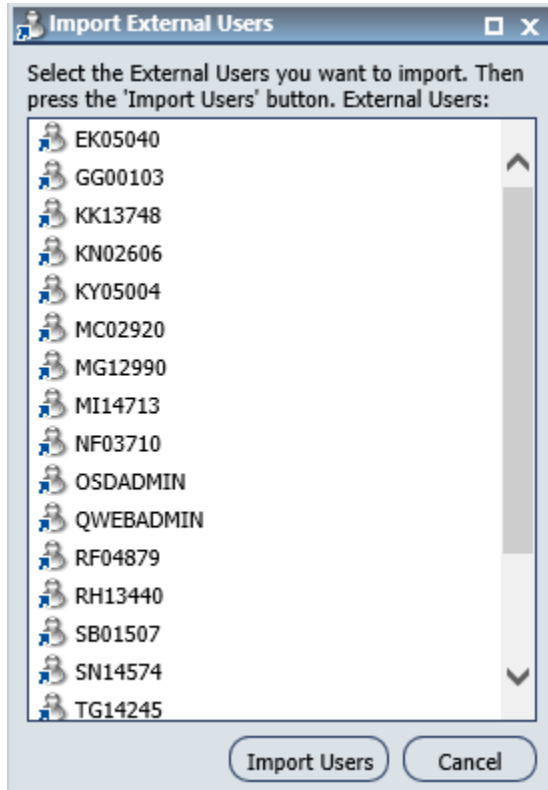 Import External Users
Select the External Users you want to import. Then
press the 'Import Users' button. External Users:
EK05040
GG00103
KK13748
KN02606
KY05004
MC02920
MG12990
MI14713
NF03710
OSDADMIN
QWEBADMIN
RF04879
RH13440
SB01507
SN14574
TG14245
Import Users
Cancel